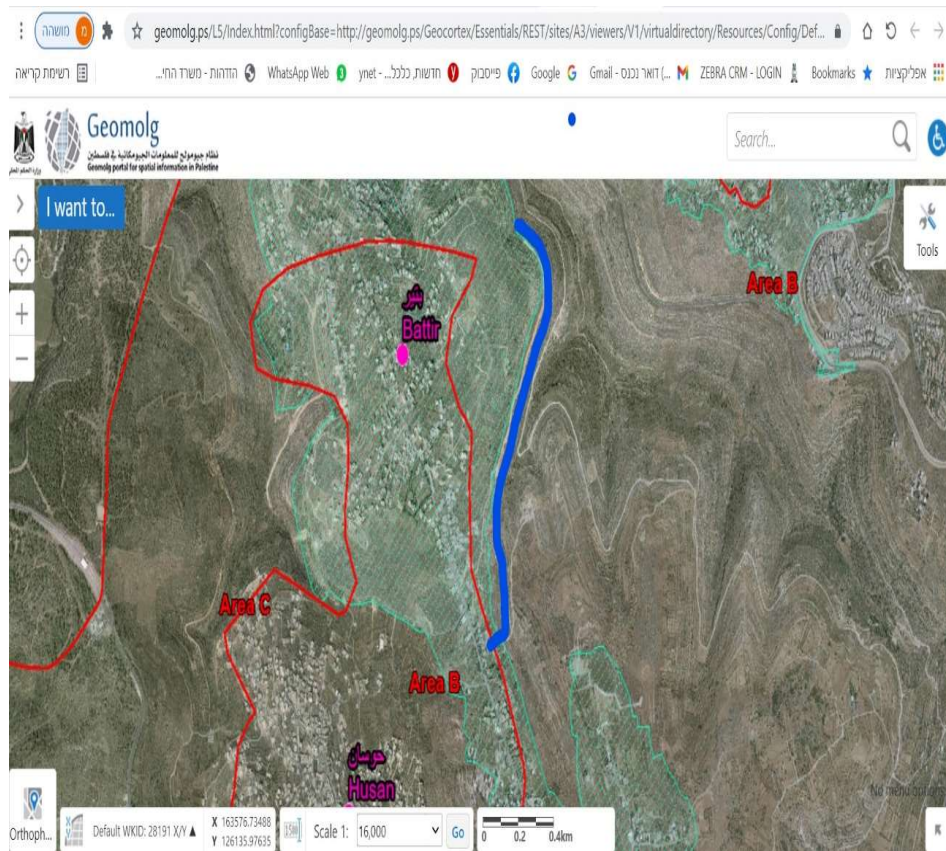 מושהה
מ
geomolg.ps/L5/Index.html?configBase=http://geomolg.ps/Geocortex/Essentials/REST/sites/A3/viewers/V1/virtualdirectory/Resources/Config/Def...
אפליקציות
Bookmarks
ZEBRA CRM - LOGIN
Gmail - דואר נכנס (...
Google
פייסבוק
ynet - חדשות, כלכל...
WhatsApp Web
הזדהות - משרד החי...
רשימת קריאה
Geomolg
نظام جيومولج للمعلومات الجيومكانية في فلسطين
Geomolg portal for spatial information in Palestine
Search...
I want to...
Tools
Area B
بتير
Battir
Area C
Area B
حوسان
Husan
No menu options
Orthoph...
Default WKID: 28191 X/Y
X 163576.73488
Y 126135.97635
Scale 1: 16,000
Go
0 0.2 0.4km